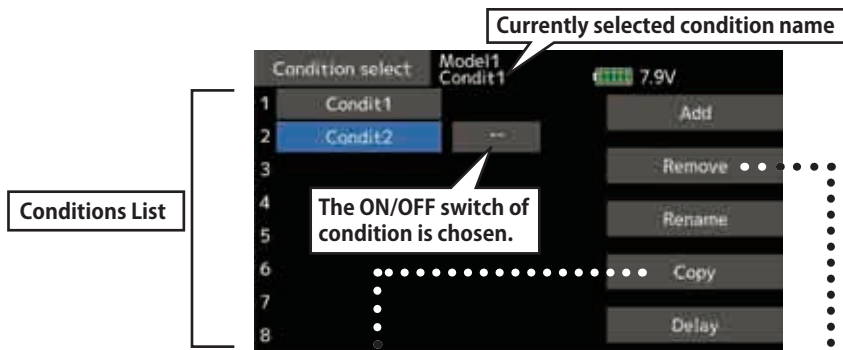 Currently selected condition name
Condition select
Model1
Condit1
7.9V
1 Condit1
Add
2 Condit2 --
3
Remove
Conditions List
4
The ON/OFF switch of
condition is chosen.
5
Rename
6
Copy
7
8
Delay